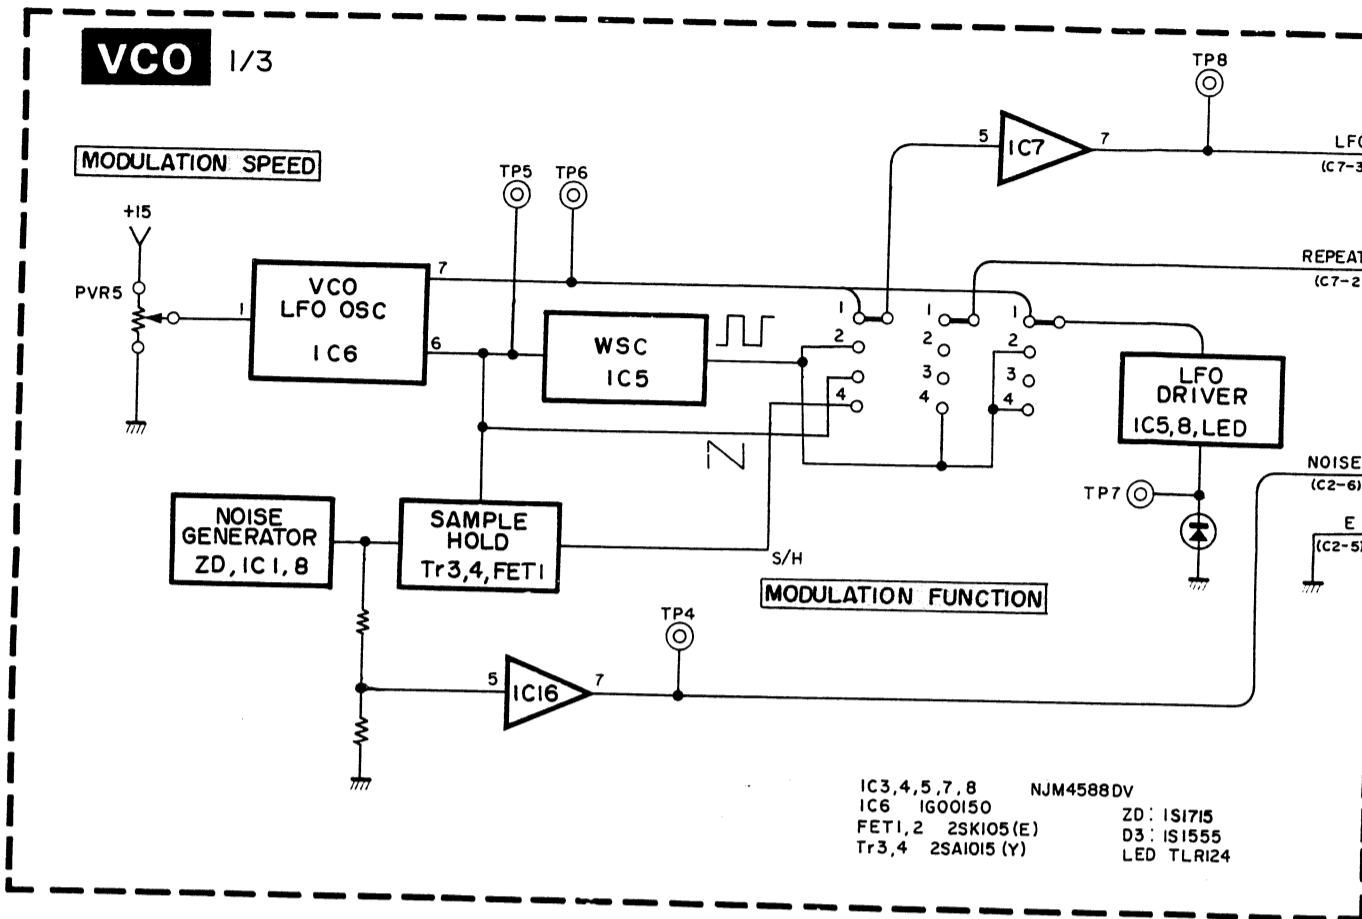 VCO 1/3
TP8
5 IC7 7
LFO
(C7-3
MODULATION SPEED
TP5 TP6
+15
REPEAT
(C7-2
PVR5
1
VCO
LFO OSC
IC6
7
6
WSC
IC5
1
2
4
1
2
3
4
1
2
3
4
LFO
DRIVER
IC5,8,LED
NOISE
(C2-6)
TP7
E
(C2-5)
NOISE
GENERATOR
ZD, IC1, 8
SAMPLE
HOLD
Tr3,4, FET1
S/H
MODULATION FUNCTION
TP4
5 IC16 7
IC3,4,5,7,8 NJM4588DV
IC6 IG00150
FET1,2 2SK105(E)
Tr3,4 2SA1015 (Y)
ZD: 1S1715
D3: 1S1555
LED TLR124